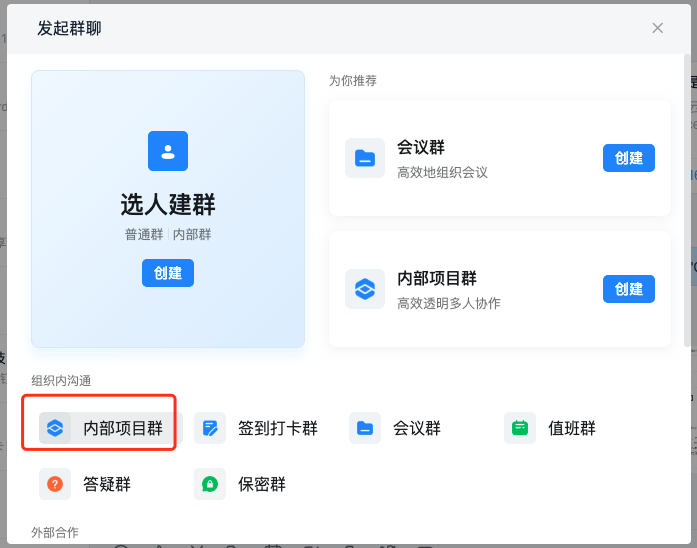 发起群聊
选人建群
普通群 | 内部群
创建
为你推荐
会议群
高效地组织会议
创建
内部项目群
高效透明多人协作
创建
组织内沟通
内部项目群
签到打卡群
会议群
值班群
答疑群
保密群
外部合作